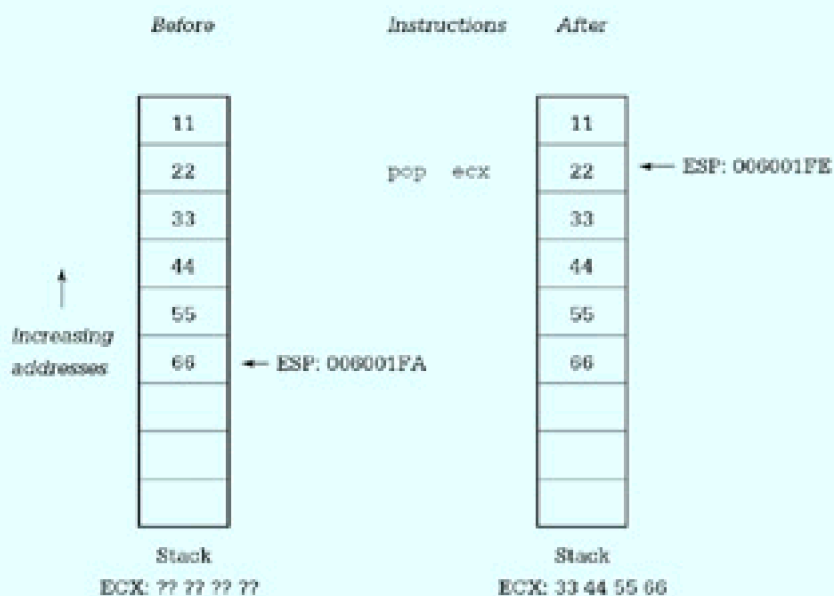 Before Instructions After
11 11
22 pop ecx 22 ESP: 006001FE
33 33
44 44
55 55
Increasing
addresses
66 ESP: 006001FA 66
Stack Stack
ECX: ?? ?? ?? ?? ECX: 33 44 55 66